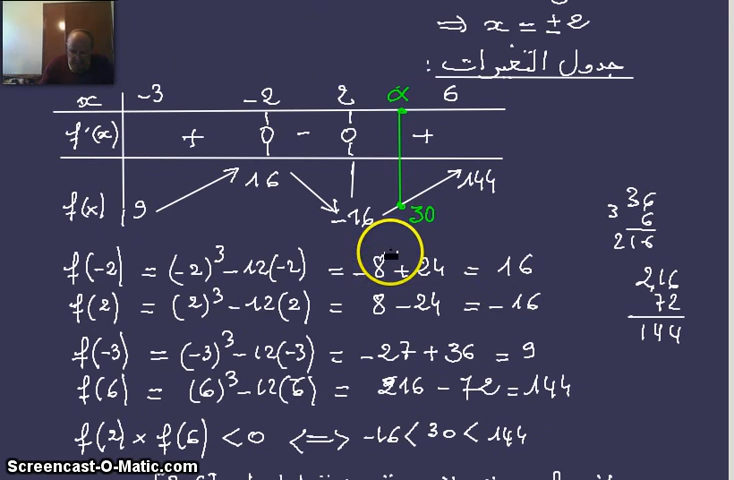 ⇒ x = ±2
جدول التغيرات :
x -3 -2 2 α 6
f'(x) + 0 - 0 +
f(x) 9 16 -16 30 144
f(-2) = (-2)³-12(-2) = -8+24 = 16
f(2) = (2)³-12(2) = 8-24 = -16
f(-3) = (-3)³-12(-3) = -27+36 = 9
f(6) = (6)³-12(6) = 216-72=144
f(2) × f(6) <0 <=> -16< 30 < 144
36
3 6
216
216
72
144
Screencast-O-Matic.com